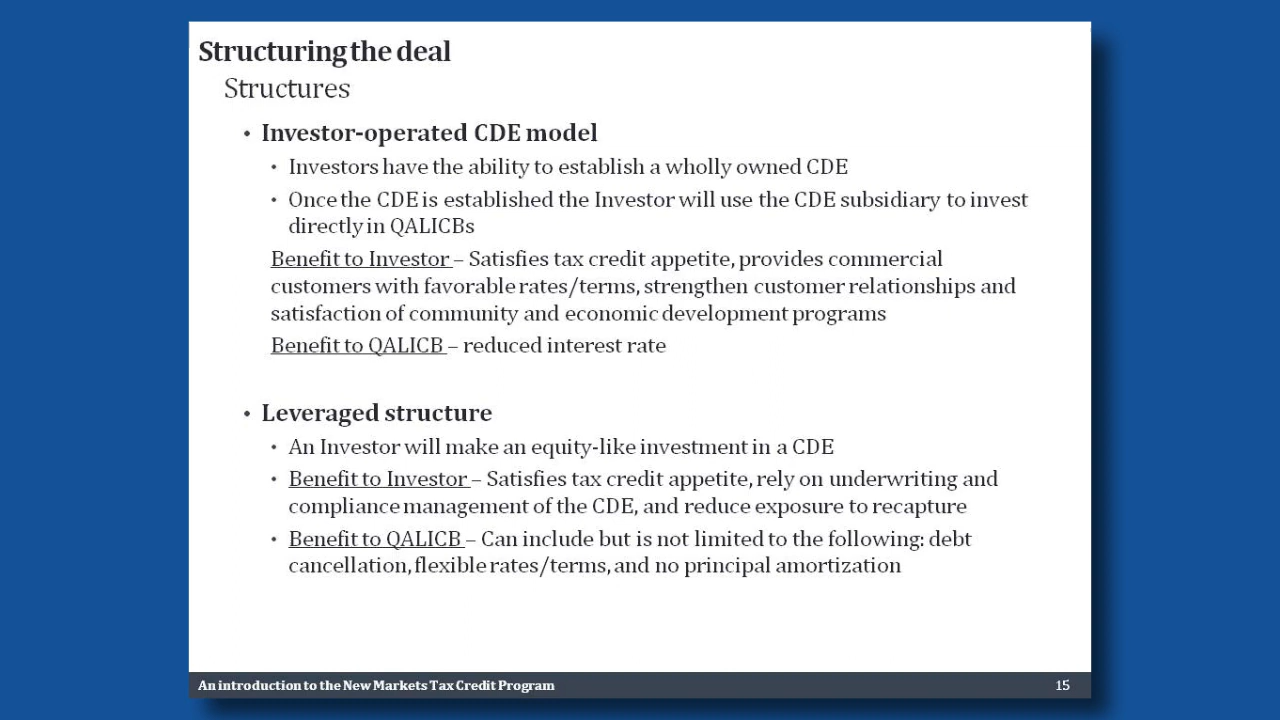 Structuring the deal
Structures
• Investor-operated CDE model
• Investors have the ability to establish a wholly owned CDE
• Once the CDE is established the Investor will use the CDE subsidiary to invest
directly in QALICBs
Benefit to Investor – Satisfies tax credit appetite, provides commercial
customers with favorable rates/terms, strengthen customer relationships and
satisfaction of community and economic development programs
Benefit to QALICB – reduced interest rate
• Leveraged structure
• An Investor will make an equity-like investment in a CDE
• Benefit to Investor – Satisfies tax credit appetite, rely on underwriting and
compliance management of the CDE, and reduce exposure to recapture
• Benefit to QALICB – Can include but is not limited to the following: debt
cancellation, flexible rates/terms, and no principal amortization
An introduction to the New Markets Tax Credit Program 15